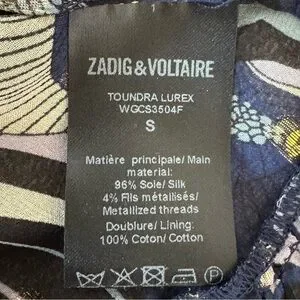 ZADIG&VOLTAIRE
TOUNDRA LUREX
WGCS3504F
S
Matière principale/ Main
material:
96% Soie/ Silk
4% Fils métalisés/
Metallized threads
Doublure/ Lining:
100% Coton/ Cotton
P